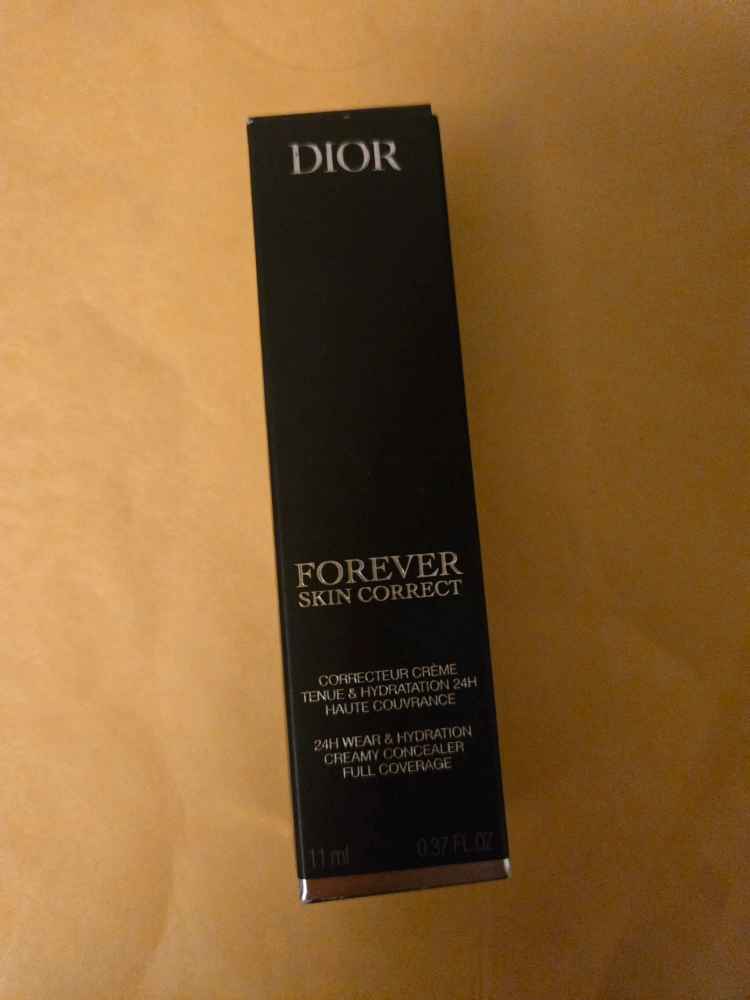 DIOR
FOREVER
SKIN CORRECT
CORRECTEUR CRÈME
TENUE & HYDRATATION 24H
HAUTE COUVRANCE
24H WEAR & HYDRATION
CREAMY CONCEALER
FULL COVERAGE
11 ml 0.37 FL.OZ